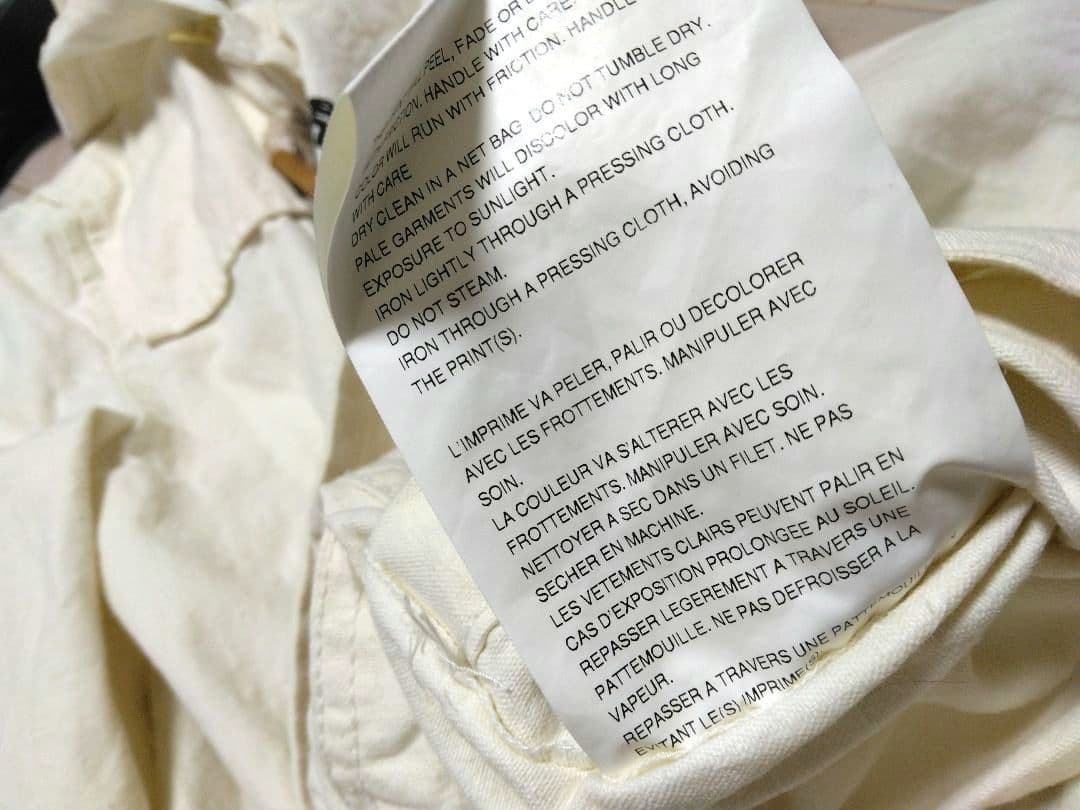 PEEL, FADE OR
HANDLE WITH CARE.
COLOR WILL RUN WITH FRICTION. HANDLE
WITH CARE
DRY CLEAN IN A NET BAG. DO NOT TUMBLE DRY.
PALE GARMENTS WILL DISCOLOR WITH LONG
EXPOSURE TO SUNLIGHT.
IRON LIGHTLY THROUGH A PRESSING CLOTH.
DO NOT STEAM.
IRON THROUGH A PRESSING CLOTH, AVOIDING
THE PRINT(S).
L'IMPRIME VA PELER, PALIR OU DECOLORER
AVEC LES FROTTEMENTS. MANIPULER AVEC
SOIN.
LA COULEUR VA S'ALTERER AVEC LES
FROTTEMENTS. MANIPULER AVEC SOIN.
NETTOYER A SEC DANS UN FILET. NE PAS
SECHER EN MACHINE.
LES VETEMENTS CLAIRS PEUVENT PALIR EN
CAS D'EXPOSITION PROLONGEE AU SOLEIL.
REPASSER LEGEREMENT A TRAVERS UNE
PATTEMOUILLE. NE PAS DEFROISSER A LA
VAPEUR.
REPASSER A TRAVERS UNE PATTEMOUILLE
EVITANT LE(S) IMPRIME(S)